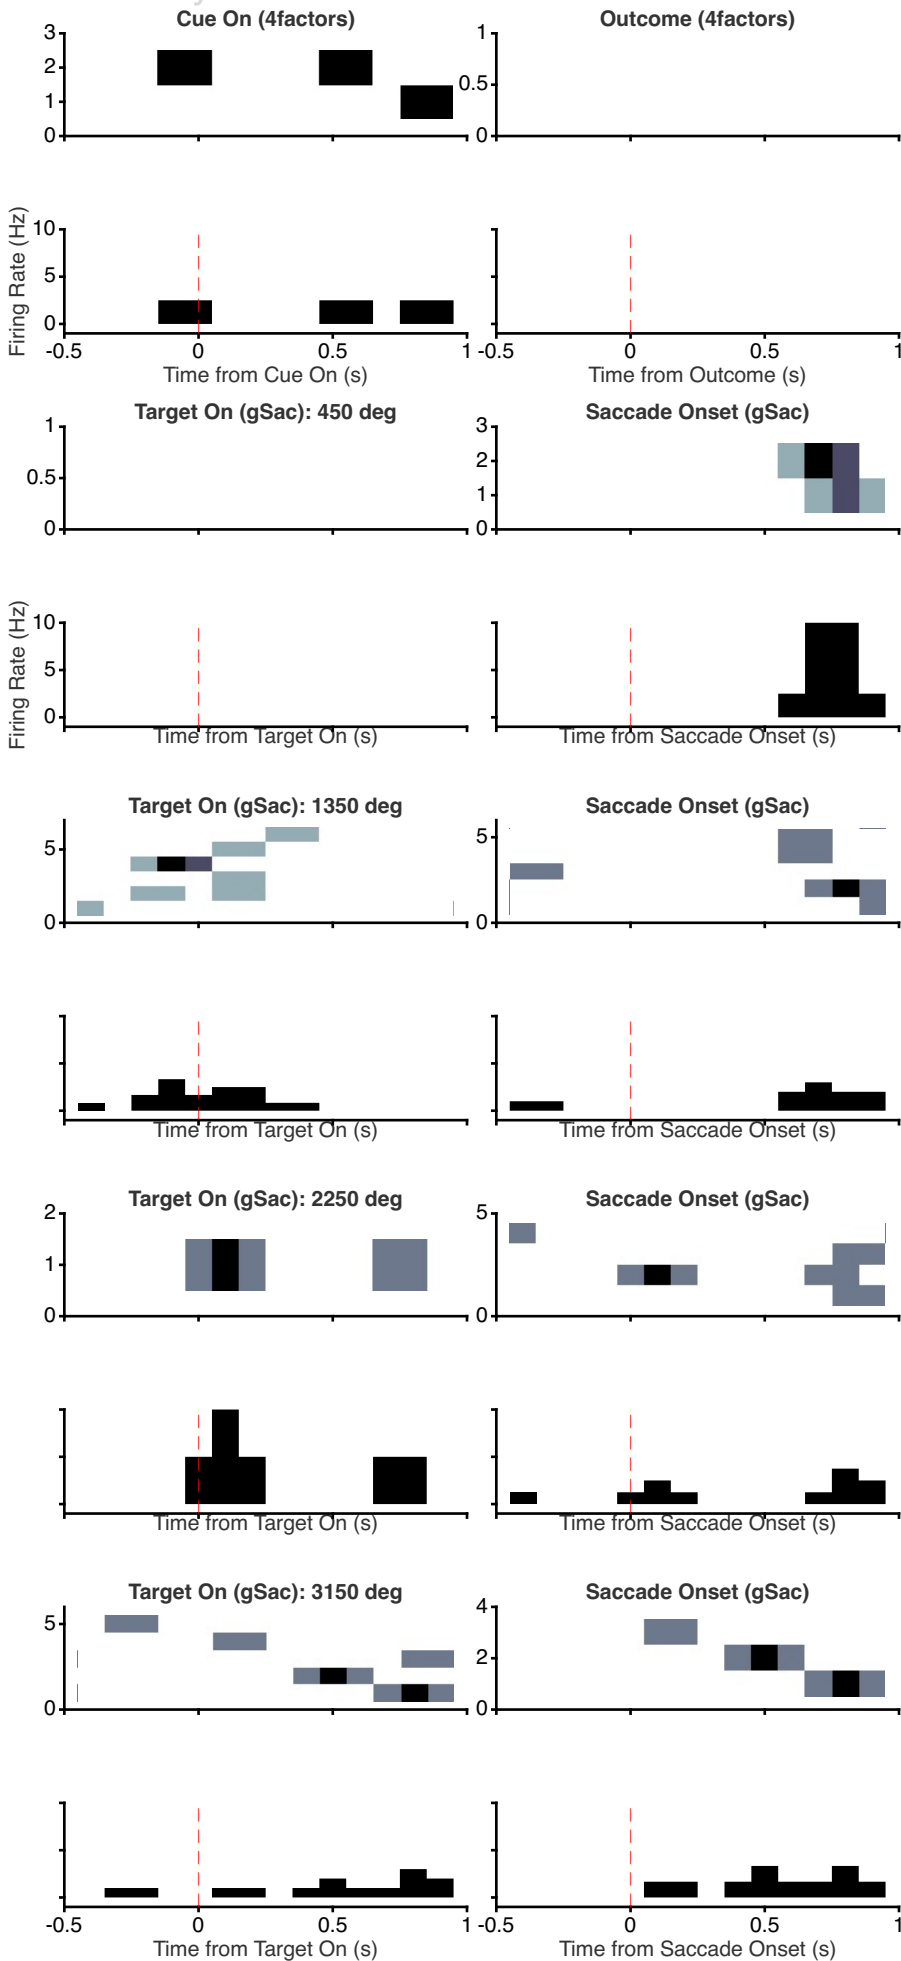 Cue On (4factors)
Outcome (4factors)
3
2
1
0
1
0.5
0
Firing Rate (Hz)
10
5
0
-0.5 0 0.5 1
-0.5 0 0.5 1
Time from Cue On (s)
Time from Outcome (s)
Target On (gSac): 450 deg
Saccade Onset (gSac)
1
0.5
0
3
2
1
0
Firing Rate (Hz)
10
5
0
Time from Target On (s)
Time from Saccade Onset (s)
Target On (gSac): 1350 deg
Saccade Onset (gSac)
5
0
5
0
Time from Target On (s)
Time from Saccade Onset (s)
Target On (gSac): 2250 deg
Saccade Onset (gSac)
2
1
0
5
0
Time from Target On (s)
Time from Saccade Onset (s)
Target On (gSac): 3150 deg
Saccade Onset (gSac)
5
0
4
2
0
-0.5 0 0.5 1
-0.5 0 0.5 1
Time from Target On (s)
Time from Saccade Onset (s)